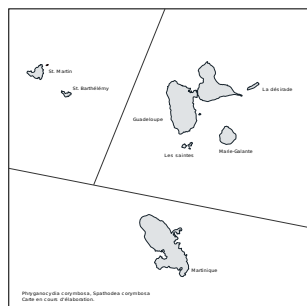 St. Martin
St. Barthélémy
La désirade
Guadeloupe
Marie-Galante
Les saintes
Martinique
Phlyganocydia corymbosa, Spathodea corymbosa
Carte en cours d'élaboration.